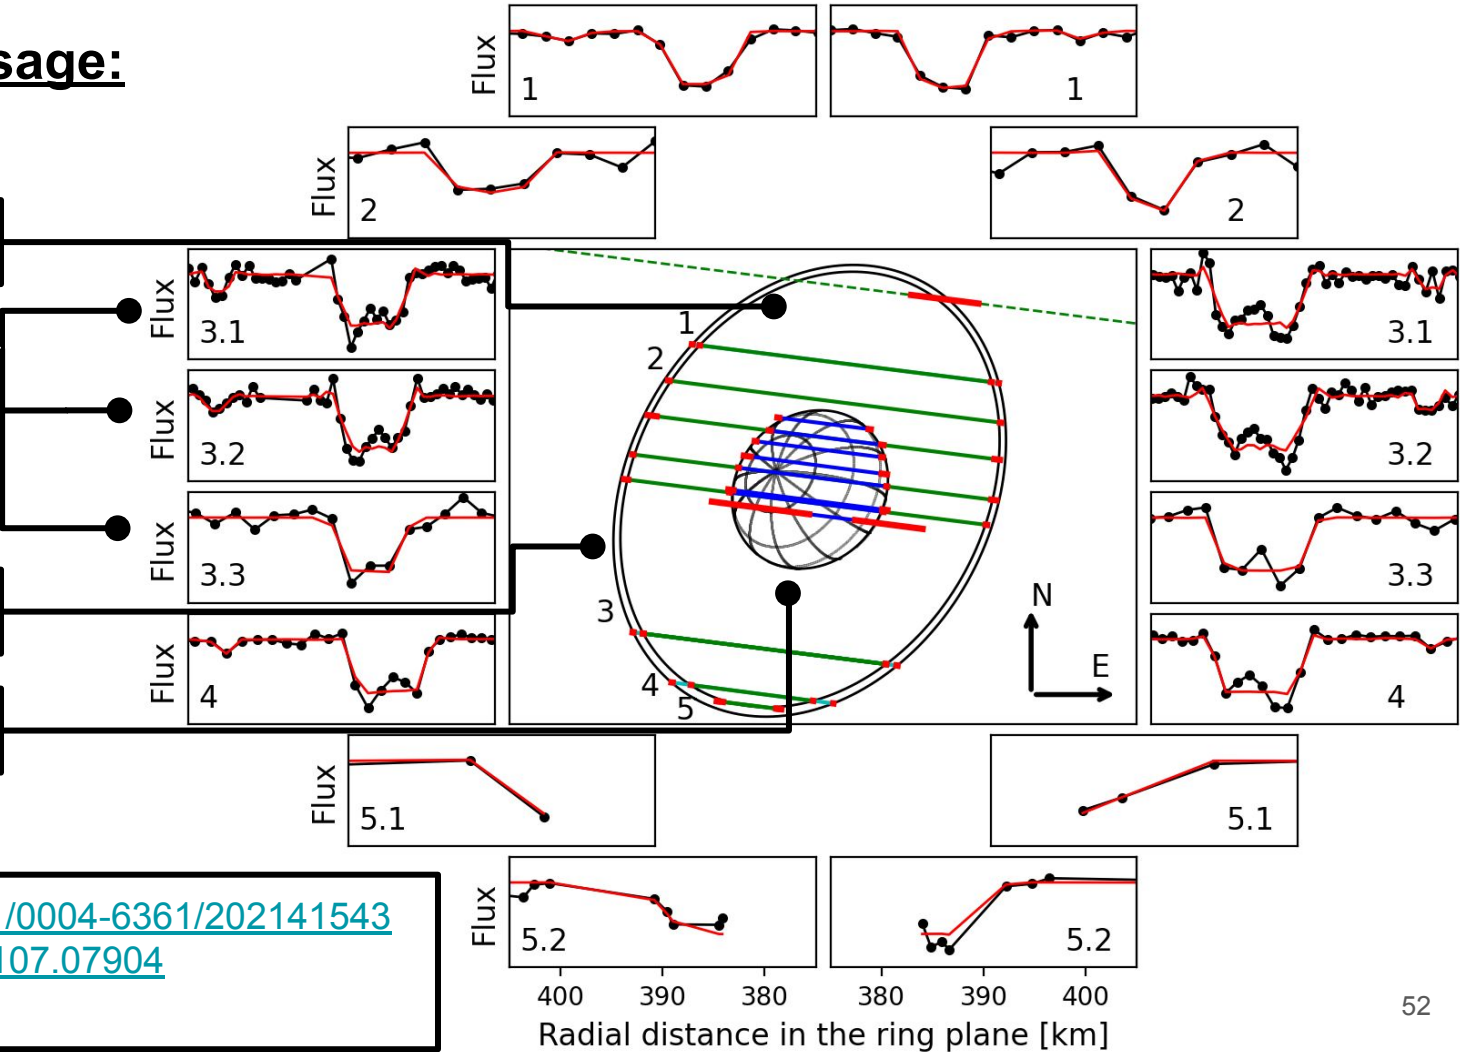 sage:
Flux
1
1
Flux
2
2
Flux
3.1
3.1
Flux
3.2
3.2
Flux
3.3
3.3
Flux
4
4
1
2
3
4
5
N
E
Flux
5.1
5.1
Flux
5.2
5.2
400 390 380 380 390 400
Radial distance in the ring plane [km]
/0004-6361/202141543
107.07904
52